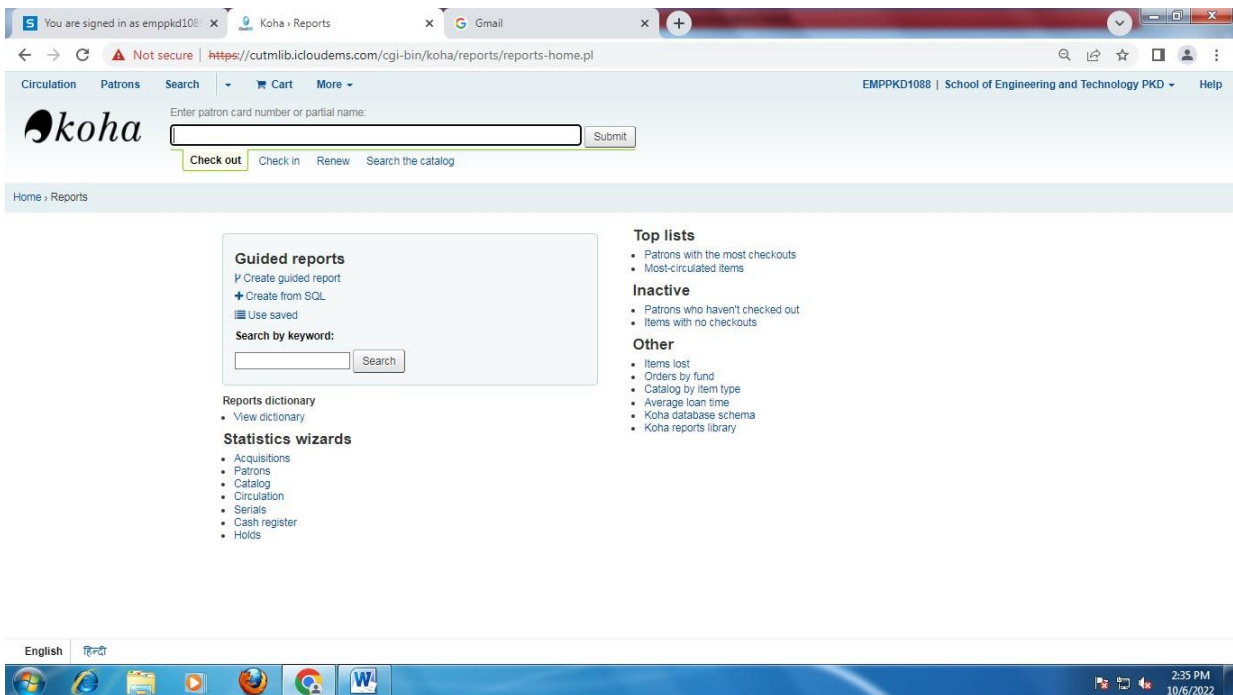 You are signed in as emppkd108
Koha › Reports
Gmail
Not secure | https://cutmlib.icloudems.com/cgi-bin/koha/reports/reports-home.pl
Circulation Patrons Search Cart More EMPPKD1088 | School of Engineering and Technology PKD Help
koha
Enter patron card number or partial name:
Submit
Check out Check in Renew Search the catalog
Home › Reports
Guided reports
Create guided report
Create from SQL
Use saved
Search by keyword:
Search
Reports dictionary
• View dictionary
Statistics wizards
• Acquisitions
• Patrons
• Catalog
• Circulation
• Serials
• Cash register
• Holds
Top lists
• Patrons with the most checkouts
• Most-circulated items
Inactive
• Patrons who haven't checked out
• Items with no checkouts
Other
• Items lost
• Orders by fund
• Catalog by item type
• Average loan time
• Koha database schema
• Koha reports library
English हिन्दी
2:35 PM
10/6/2022